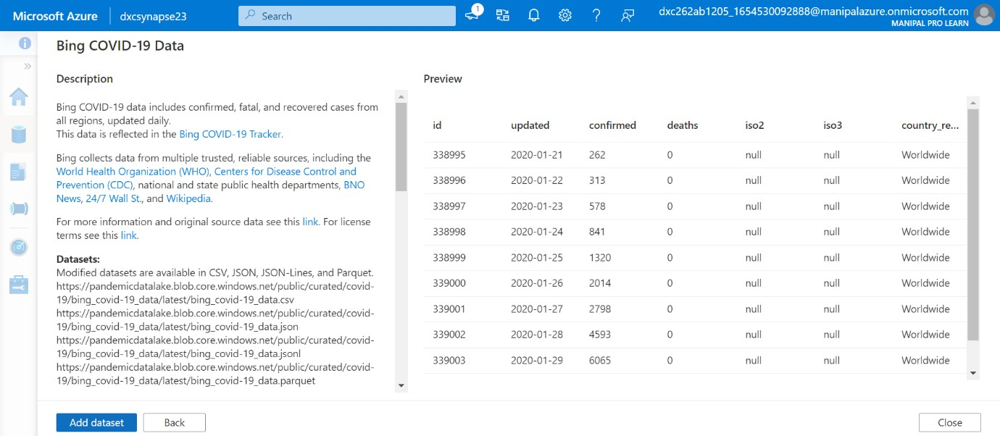 Microsoft Azure dxcsynapse23 Search 1 dxc262ab1205_1654530092888@manipalazure.onmicrosoft.com
MANIPAL PRO LEARN
Bing COVID-19 Data
Description
Bing COVID-19 data includes confirmed, fatal, and recovered cases from
all regions, updated daily.
This data is reflected in the Bing COVID-19 Tracker.
Bing collects data from multiple trusted, reliable sources, including the
World Health Organization (WHO), Centers for Disease Control and
Prevention (CDC), national and state public health departments, BNO
News, 24/7 Wall St., and Wikipedia.
For more information and original source data see this link. For license
terms see this link.
Datasets:
Modified datasets are available in CSV, JSON, JSON-Lines, and Parquet.
https://pandemicdatalake.blob.core.windows.net/public/curated/covid-
19/bing_covid-19_data/latest/bing_covid-19_data.csv
https://pandemicdatalake.blob.core.windows.net/public/curated/covid-
19/bing_covid-19_data/latest/bing_covid-19_data.json
https://pandemicdatalake.blob.core.windows.net/public/curated/covid-
19/bing_covid-19_data/latest/bing_covid-19_data.jsonl
https://pandemicdatalake.blob.core.windows.net/public/curated/covid-
19/bing_covid-19_data/latest/bing_covid-19_data.parquet
Preview
id updated confirmed deaths iso2 iso3 country_re...
338995 2020-01-21 262 0 null null Worldwide
338996 2020-01-22 313 0 null null Worldwide
338997 2020-01-23 578 0 null null Worldwide
338998 2020-01-24 841 0 null null Worldwide
338999 2020-01-25 1320 0 null null Worldwide
339000 2020-01-26 2014 0 null null Worldwide
339001 2020-01-27 2798 0 null null Worldwide
339002 2020-01-28 4593 0 null null Worldwide
339003 2020-01-29 6065 0 null null Worldwide
Add dataset Back Close